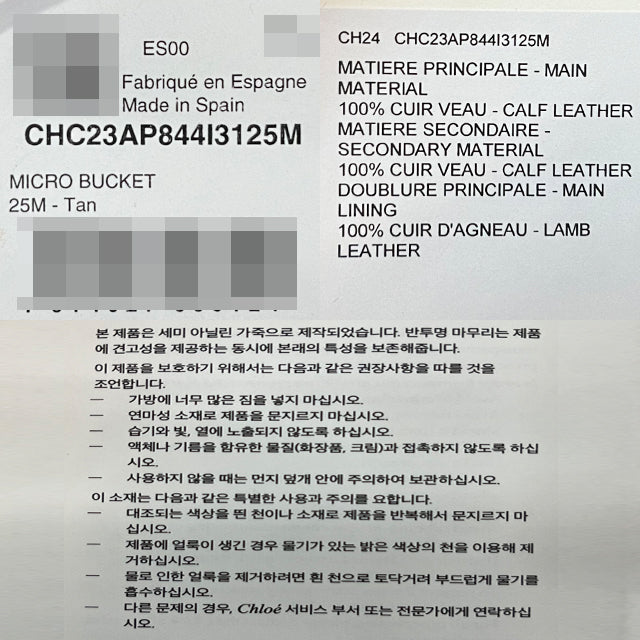 ES00
Fabriqué en Espagne
Made in Spain
CHC23AP844I3125M
MICRO BUCKET
25M - Tan
CH24 CHC23AP844I3125M
MATIERE PRINCIPALE - MAIN
MATERIAL
100% CUIR VEAU - CALF LEATHER
MATIERE SECONDAIRE -
SECONDARY MATERIAL
100% CUIR VEAU - CALF LEATHER
DOUBLURE PRINCIPALE - MAIN
LINING
100% CUIR D'AGNEAU - LAMB
LEATHER
본 제품은 세미 아닐린 가죽으로 제작되었습니다. 반투명 마무리는 제품
에 견고성을 제공하는 동시에 본래의 특성을 보존해줍니다.
이 제품을 보호하기 위해서는 다음과 같은 권장사항을 따를 것을
조언합니다.
— 가방에 너무 많은 짐을 넣지 마십시오.
— 연마성 소재로 제품을 문지르지 마십시오.
— 습기와 빛, 열에 노출되지 않도록 하십시오.
— 액체나 기름을 함유한 물질(화장품, 크림)과 접촉하지 않도록 하십
시오.
— 사용하지 않을 때는 먼지 덮개 안에 주의하여 보관하십시오.
이 소재는 다음과 같은 특별한 사용과 주의를 요합니다.
— 대조되는 색상을 띈 천이나 소재로 제품을 반복해서 문지르지 마
십시오.
— 제품에 얼룩이 생긴 경우 물기가 있는 밝은 색상의 천을 이용해 제
거하십시오.
— 물로 인한 얼룩을 제거하려면 흰 천으로 토닥거려 부드럽게 물기를
흡수하십시오.
— 다른 문제의 경우, Chloé 서비스 부서 또는 전문가에게 연락하십
시오.